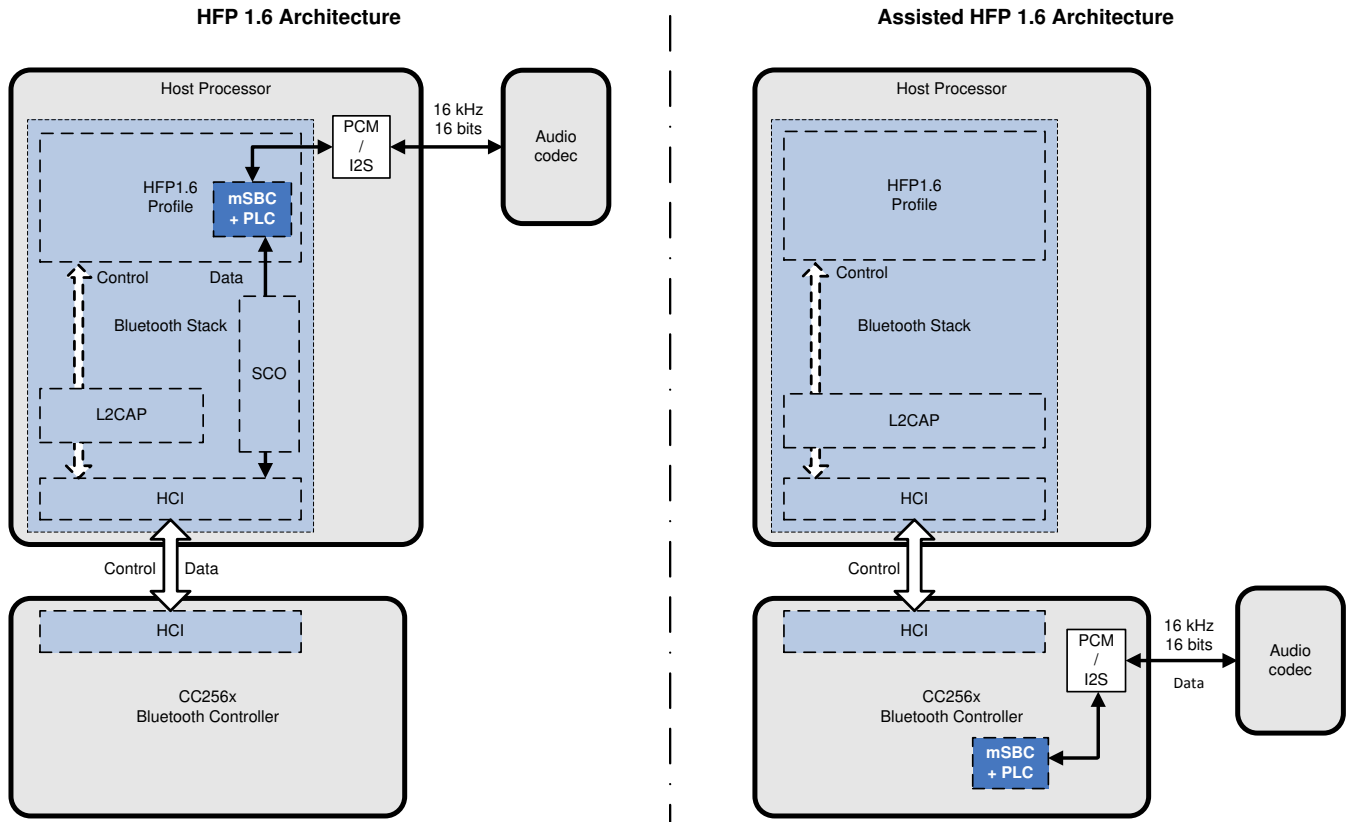 HFP 1.6 Architecture
Host Processor
PCM
/
I2S
16 kHz
16 bits
Audio
codec
HFP1.6
Profile
mSBC
+ PLC
Control
Data
Bluetooth Stack
SCO
L2CAP
HCI
Control
Data
HCI
CC256x
Bluetooth Controller
Assisted HFP 1.6 Architecture
Host Processor
HFP1.6
Profile
Control
Bluetooth Stack
L2CAP
HCI
Control
HCI
PCM
/
I2S
16 kHz
16 bits
Data
Audio
codec
CC256x
Bluetooth Controller
mSBC
+ PLC